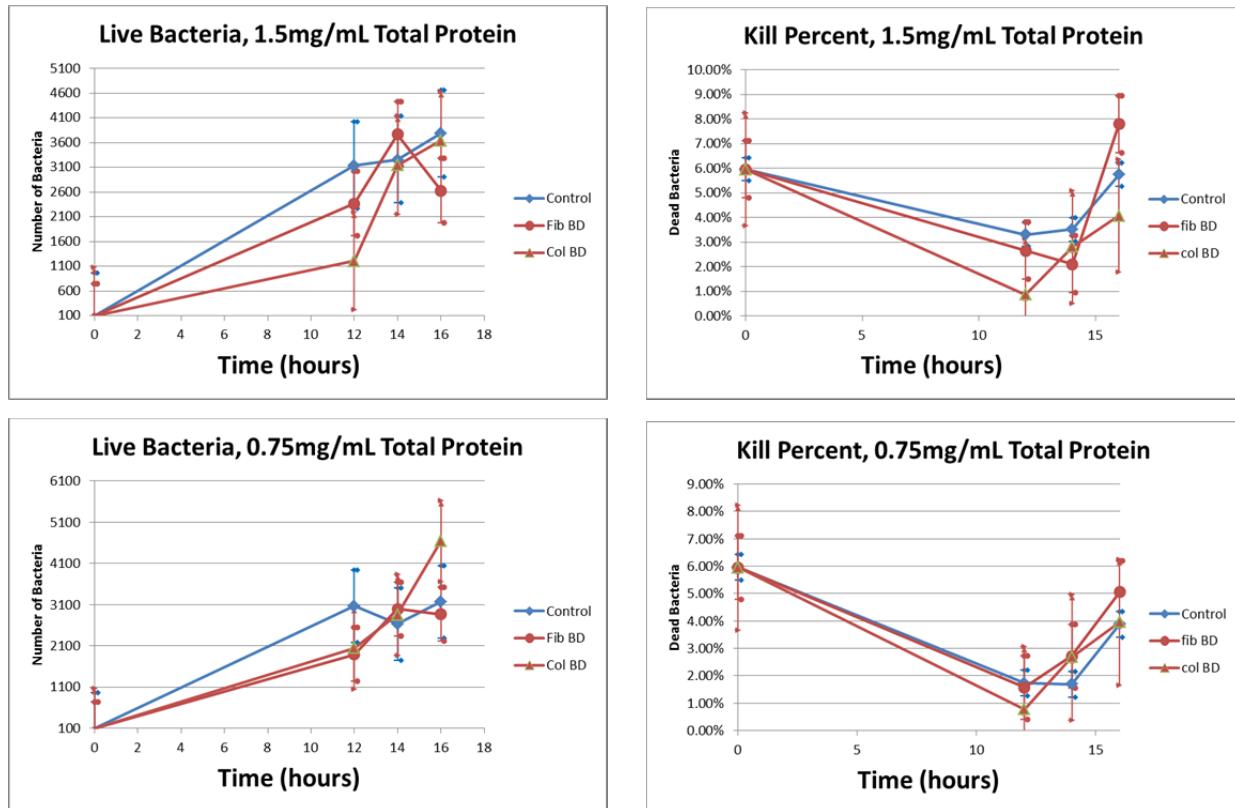 Live Bacteria, 1.5mg/mL Total Protein
5100
4600
4100
3600
3100
2600
2100
1600
1100
600
100
Number of Bacteria
0 2 4 6 8 10 12 14 16 18
Time (hours)
Control
Fib BD
Col BD
Kill Percent, 1.5mg/mL Total Protein
10.00%
9.00%
8.00%
7.00%
6.00%
5.00%
4.00%
3.00%
2.00%
1.00%
0.00%
Dead Bacteria
0 5 10 15
Time (hours)
Control
fib BD
col BD
Live Bacteria, 0.75mg/mL Total Protein
6100
5100
4100
3100
2100
1100
100
Number of Bacteria
0 2 4 6 8 10 12 14 16 18
Time (hours)
Control
Fib BD
Col BD
Kill Percent, 0.75mg/mL Total Protein
9.00%
8.00%
7.00%
6.00%
5.00%
4.00%
3.00%
2.00%
1.00%
0.00%
Dead Bacteria
0 5 10 15
Time (hours)
Control
fib BD
col BD